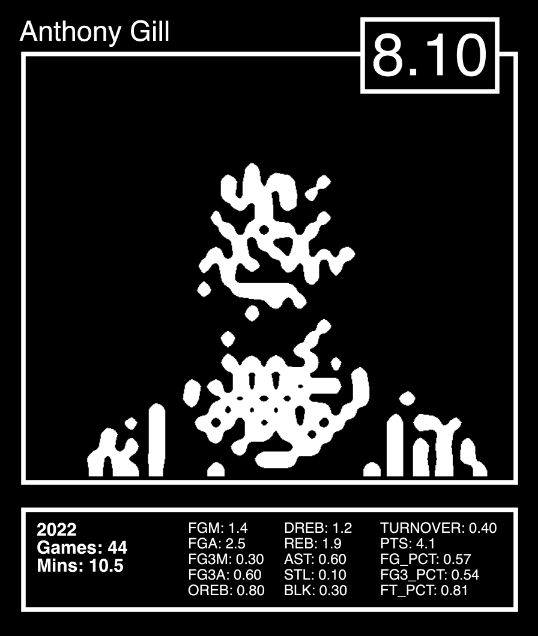 Anthony Gill
8.10
2022
Games: 44
Mins: 10.5
FGM: 1.4
FGA: 2.5
FG3M: 0.30
FG3A: 0.60
OREB: 0.80
DREB: 1.2
REB: 1.9
AST: 0.60
STL: 0.10
BLK: 0.30
TURNOVER: 0.40
PTS: 4.1
FG_PCT: 0.57
FG3_PCT: 0.54
FT_PCT: 0.81